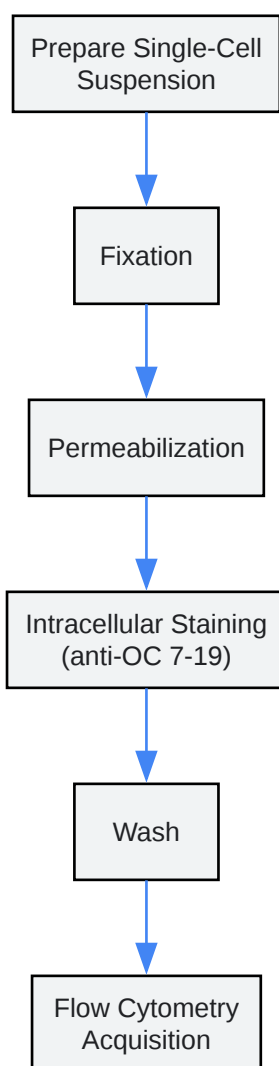 Prepare Single-Cell
Suspension
Fixation
Permeabilization
Intracellular Staining
(anti-OC 7-19)
Wash
Flow Cytometry
Acquisition